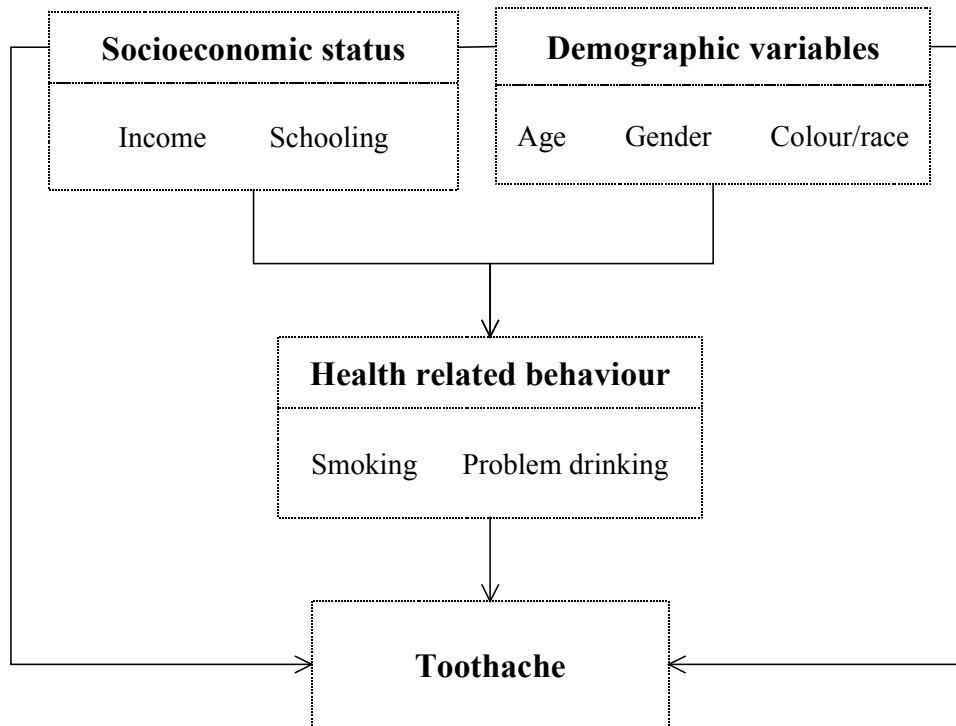 Socioeconomic status
Income Schooling
Demographic variables
Age Gender Colour/race
Health related behaviour
Smoking Problem drinking
Toothache